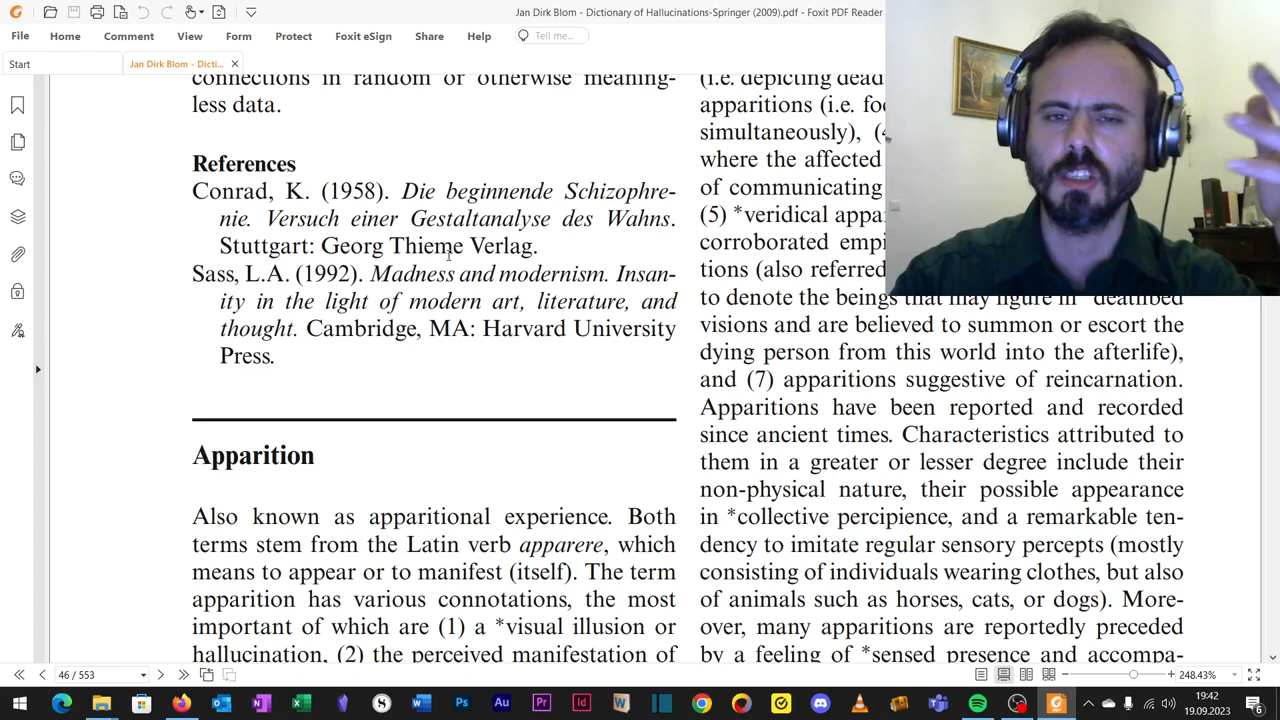 Jan Dirk Blom - Dictionary of Hallucinations-Springer (2009).pdf - Foxit PDF Reader
File Home Comment View Form Protect Foxit eSign Share Help Tell me...
Start Jan Dirk Blom - Dicti...
connections in random or otherwise meaning-
less data.
References
Conrad, K. (1958). Die beginnende Schizophre-
nie. Versuch einer Gestaltanalyse des Wahns.
Stuttgart: Georg Thieme Verlag.
Sass, L.A. (1992). Madness and modernism. Insan-
ity in the light of modern art, literature, and
thought. Cambridge, MA: Harvard University
Press.
Apparition
Also known as apparitional experience. Both
terms stem from the Latin verb apparere, which
means to appear or to manifest (itself). The term
apparition has various connotations, the most
important of which are (1) a *visual illusion or
hallucination, (2) the perceived manifestation of
(i.e. depicting dead
apparitions (i.e.
simultaneously),
where the affected
of communicating
(5) *veridical
corroborated
tions (also referred
to denote the beings that may figure in *deathbed
visions and are believed to summon or escort the
dying person from this world into the afterlife),
and (7) apparitions suggestive of reincarnation.
Apparitions have been reported and recorded
since ancient times. Characteristics attributed to
them in a greater or lesser degree include their
non-physical nature, their possible appearance
in *collective percipience, and a remarkable ten-
dency to imitate regular sensory percepts (mostly
consisting of individuals wearing clothes, but also
of animals such as horses, cats, or dogs). More-
over, many apparitions are reportedly preceded
by a feeling of *sensed presence and accompa-
46 / 553
248.43%
19:42
19.09.2023